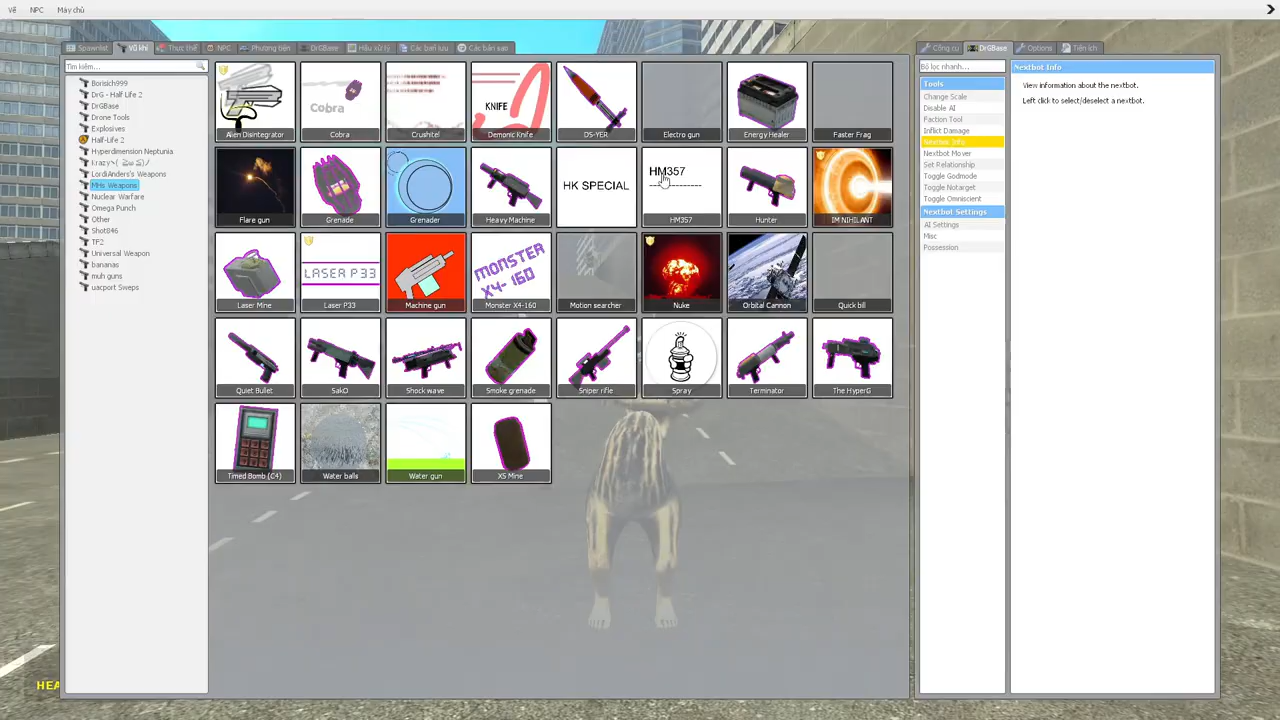 Vẽ NPC Máy chủ
Spawnlist Vũ khí Thực thể NPC Phương tiện DrGBase Hậu xử lý Các bản lưu Các bản sao
Công cụ DrGBase Options Tiện ích
Tìm kiếm...
Borisich999
DrG - Half Life 2
DrGBase
Drone Tools
Explosives
Half-Life 2
Hyperdimension Neptunia
LordiAnders's Weapons
MHs Weapons
Nuclear Warfare
Omega Punch
Other
Shot846
TF2
Universal Weapon
bananas
muh guns
uacport Sweps
Cobra
KNIFE
Alien Disintegrator Cobra Crushitel Demonic Knife DS-YER Electro gun Energy Healer Faster Frag
HK SPECIAL
HM357
Flare gun Grenade Grenader Heavy Machine HM357 Hunter IM NIHILANT
LASER P33
MONSTER
X4-160
Laser Mine Laser P33 Machine gun Monster X4-160 Motion searcher Nuke Orbital Cannon Quick bill
Quiet Bullet SakO Shock wave Smoke grenade Sniper rifle Spray Terminator The HyperG
Timed Bomb (C4) Water balls Water gun XS Mine
Bộ lọc nhanh...
Tools
Change Scale
Disable AI
Faction Tool
Inflict Damage
Nextbot Info
Nextbot Mover
Set Relationship
Toggle Godmode
Toggle Notarget
Toggle Omniscient
Nextbot Settings
AI Settings
Misc
Possession
Nextbot Info
View information about the nextbot.
Left click to select/deselect a nextbot.
HEA